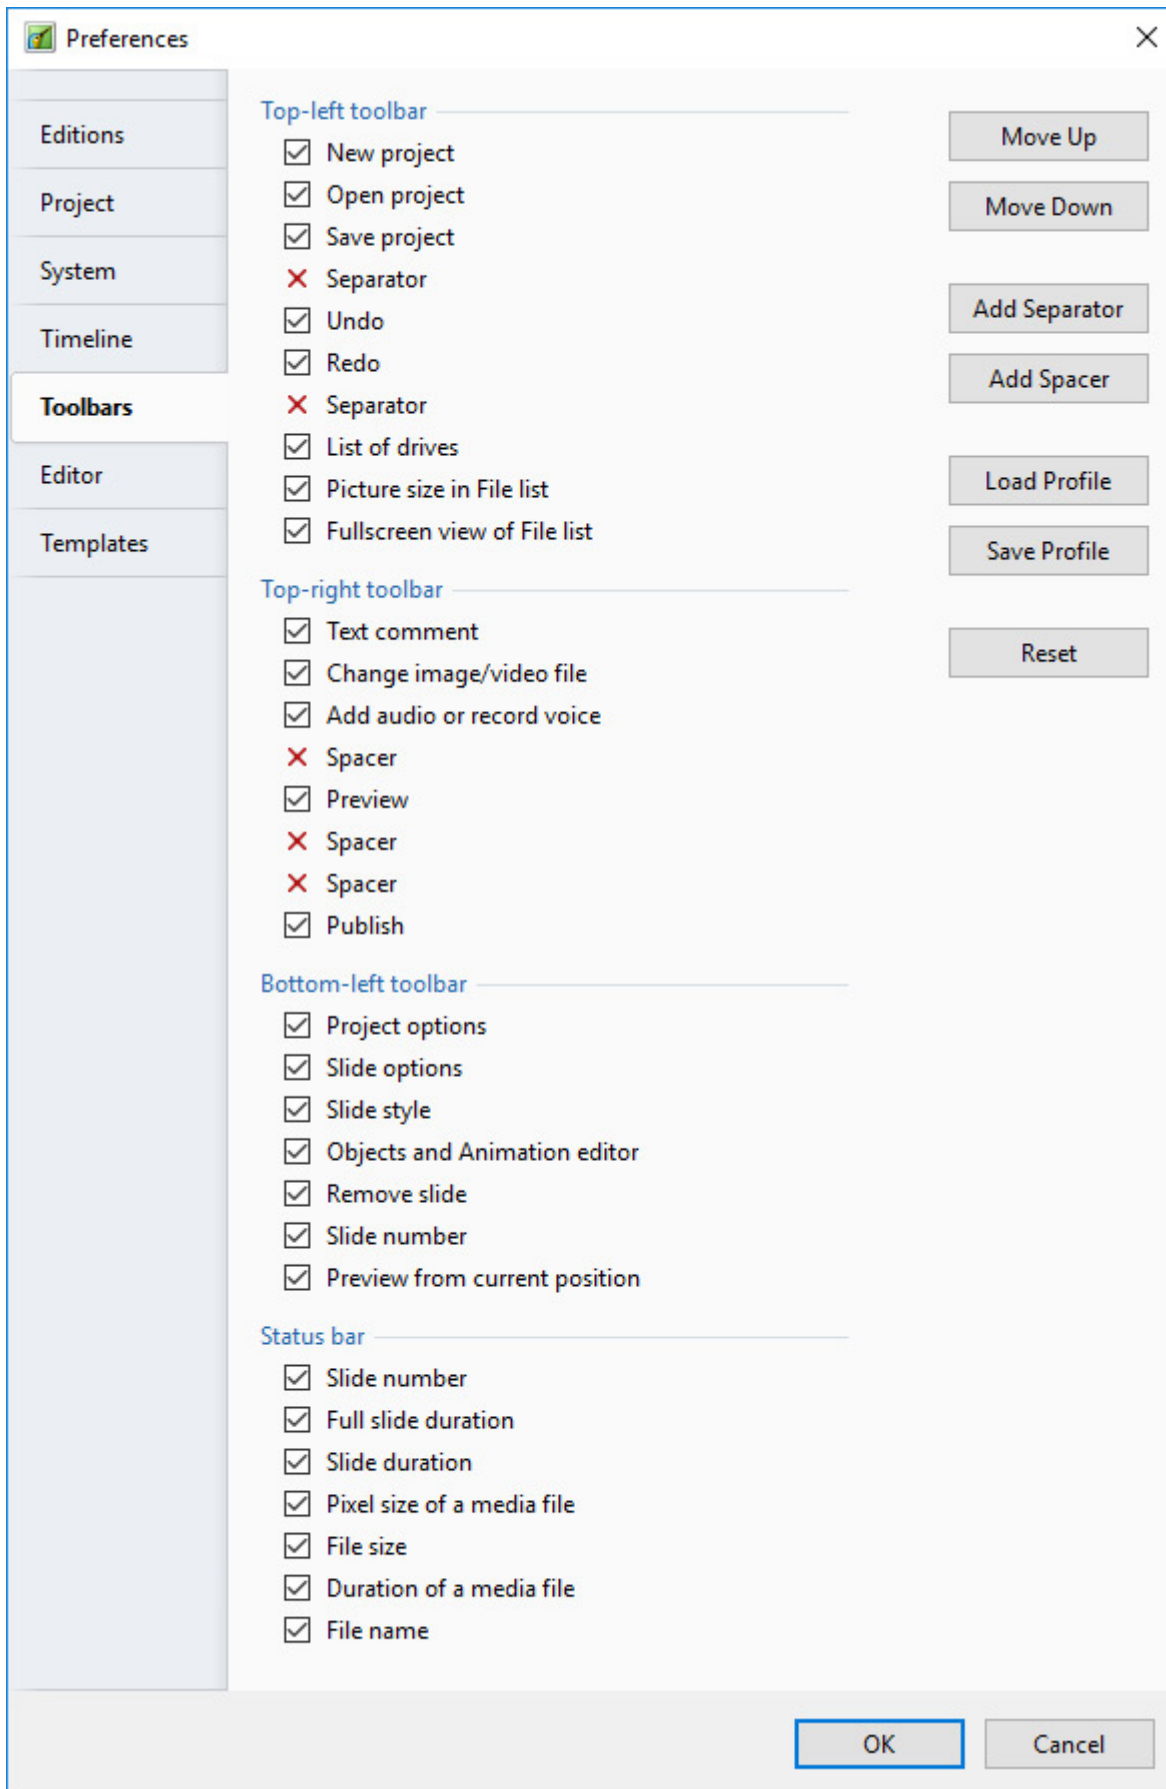 Preferences
Editions
Project
System
Timeline
Toolbars
Editor
Templates
Top-left toolbar
New project
Open project
Save project
Separator
Undo
Redo
Separator
List of drives
Picture size in File list
Fullscreen view of File list
Top-right toolbar
Text comment
Change image/video file
Add audio or record voice
Spacer
Preview
Spacer
Spacer
Publish
Bottom-left toolbar
Project options
Slide options
Slide style
Objects and Animation editor
Remove slide
Slide number
Preview from current position
Status bar
Slide number
Full slide duration
Slide duration
Pixel size of a media file
File size
Duration of a media file
File name
Move Up
Move Down
Add Separator
Add Spacer
Load Profile
Save Profile
Reset
OK
Cancel